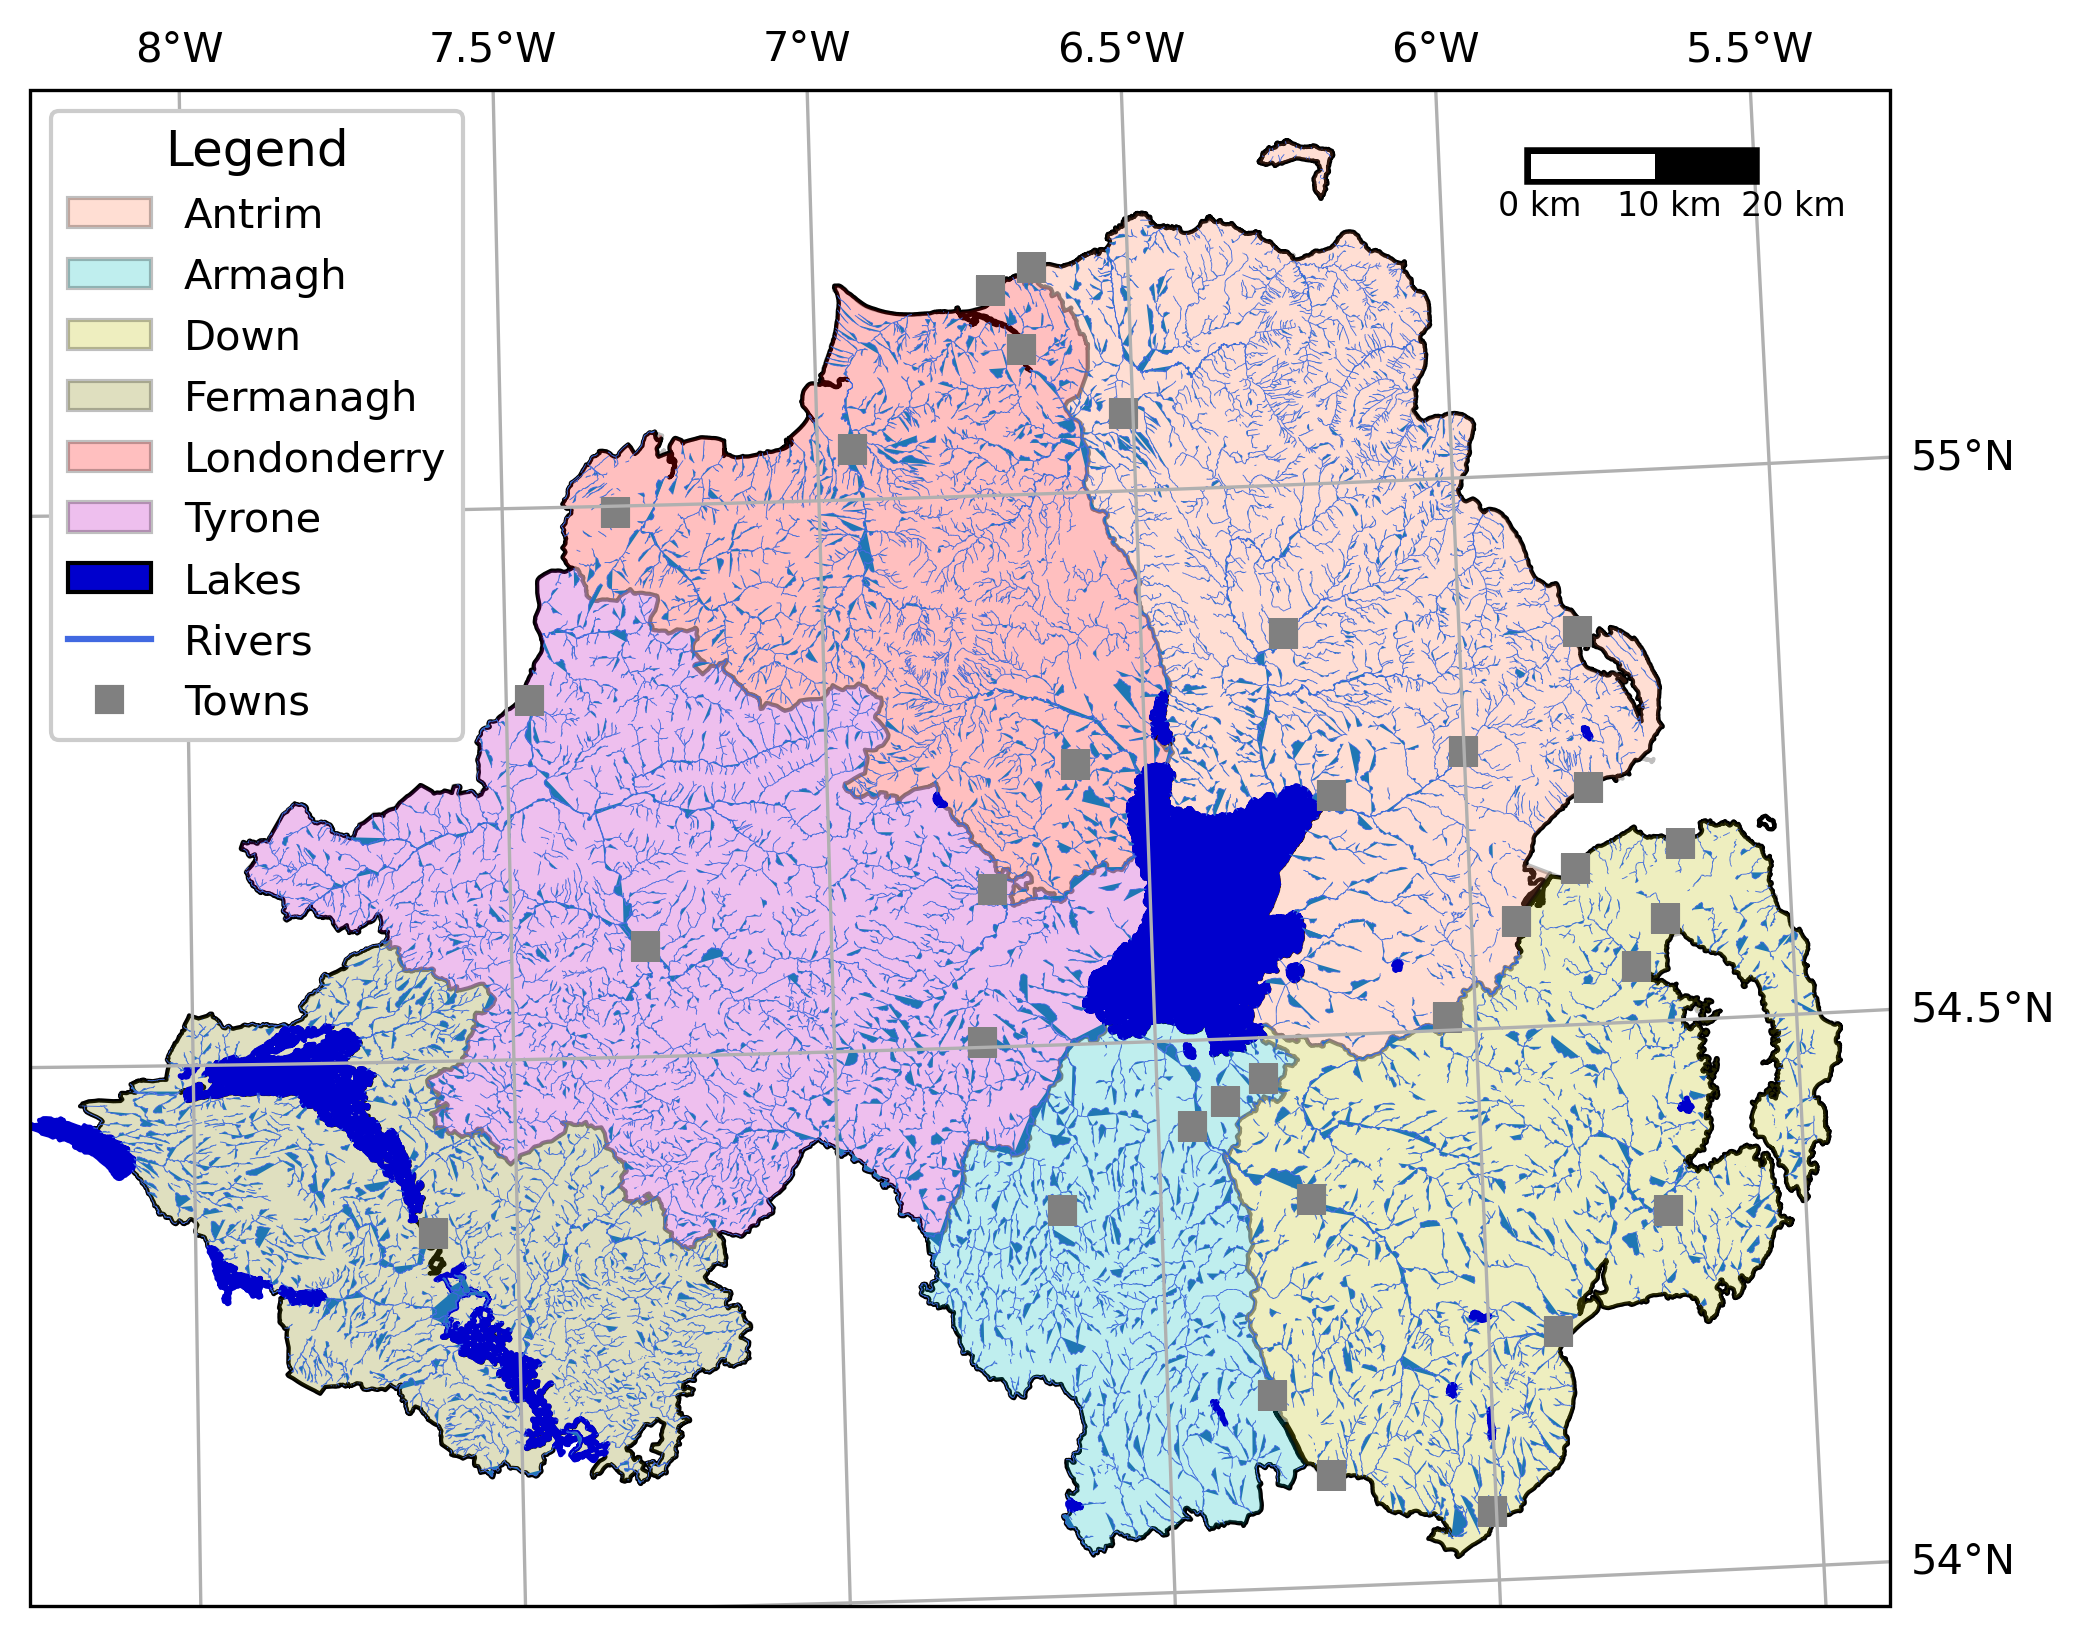 8°W 7.5°W 7°W 6.5°W 6°W 5.5°W
Legend
Antrim
Armagh
Down
Fermanagh
Londonderry
Tyrone
Lakes
Rivers
Towns
0 km 10 km 20 km
55°N
54.5°N
54°N